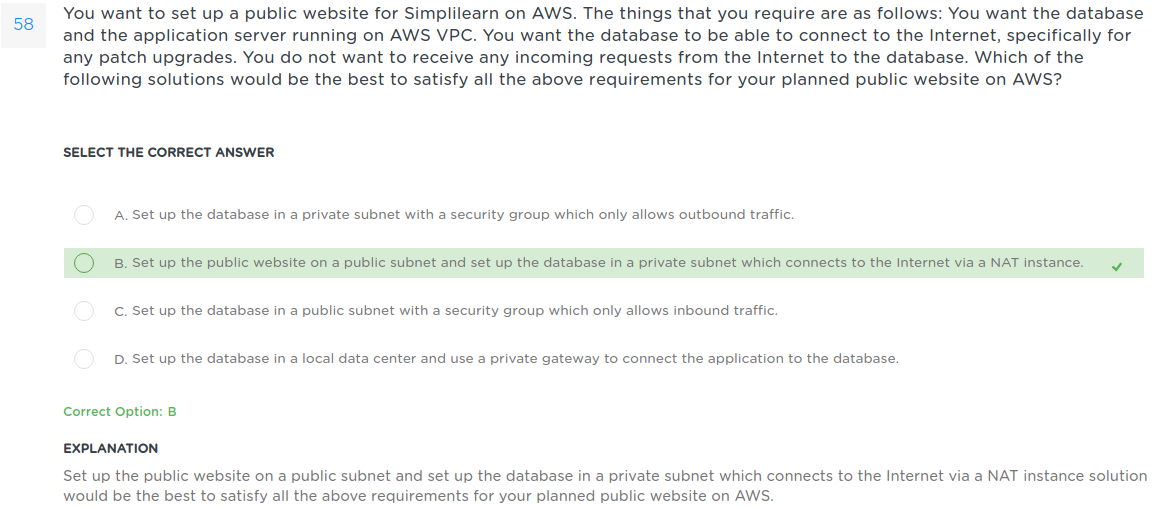 58
You want to set up a public website for Simplilearn on AWS. The things that you require are as follows: You want the database
and the application server running on AWS VPC. You want the database to be able to connect to the Internet, specifically for
any patch upgrades. You do not want to receive any incoming requests from the Internet to the database. Which of the
following solutions would be the best to satisfy all the above requirements for your planned public website on AWS?
SELECT THE CORRECT ANSWER
A. Set up the database in a private subnet with a security group which only allows outbound traffic.
B. Set up the public website on a public subnet and set up the database in a private subnet which connects to the Internet via a NAT instance.
C. Set up the database in a public subnet with a security group which only allows inbound traffic.
D. Set up the database in a local data center and use a private gateway to connect the application to the database.
Correct Option: B
EXPLANATION
Set up the public website on a public subnet and set up the database in a private subnet which connects to the Internet via a NAT instance solution
would be the best to satisfy all the above requirements for your planned public website on AWS.